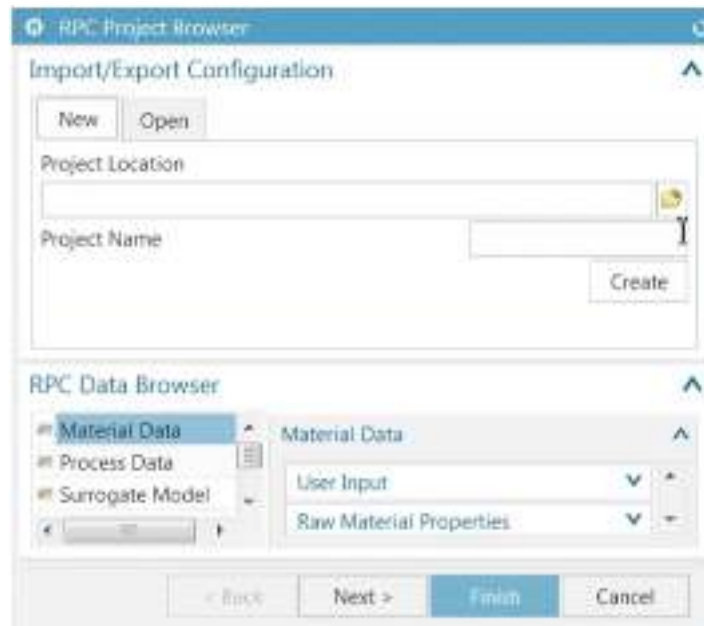 RPC Project Browser
Import/Export Configuration
New Open
Project Location
Project Name
Create
RPC Data Browser
Material Data
Process Data
Surrogate Model
Material Data
User Input
Raw Material Properties
< Back Next > Finish Cancel